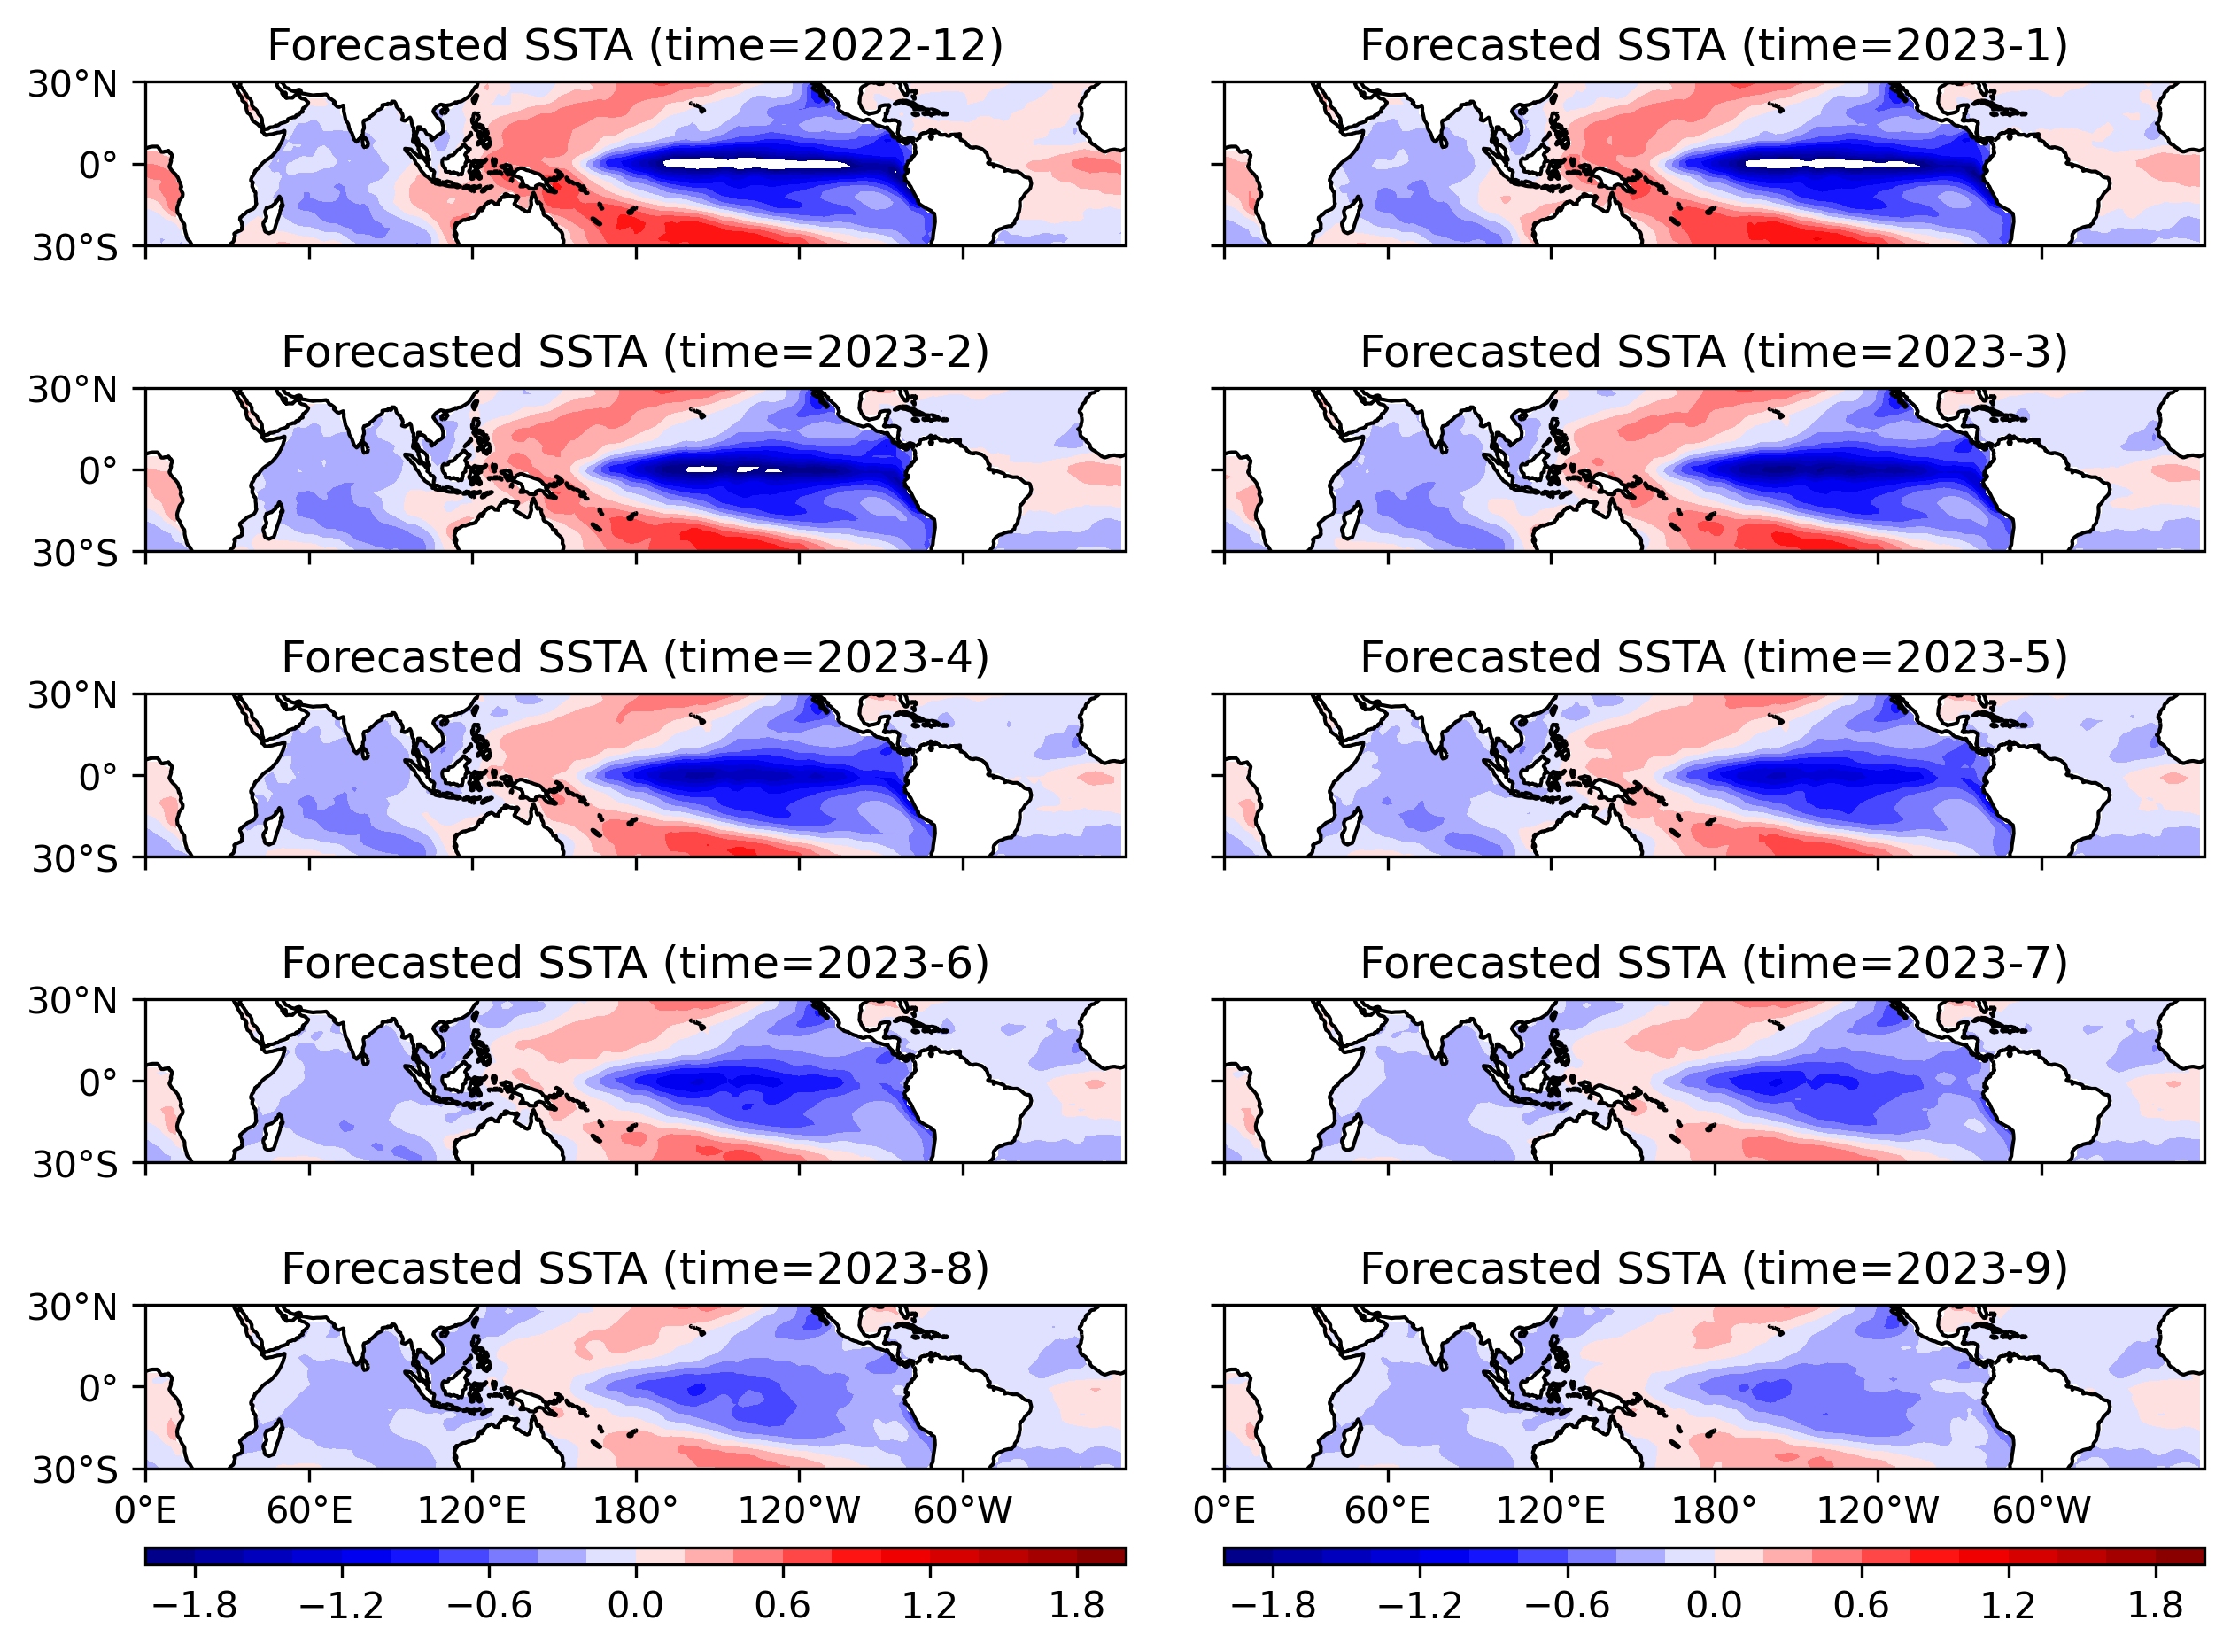 Forecasted SSTA (time=2022-12)
Forecasted SSTA (time=2023-1)
30°N
0°
30°S
Forecasted SSTA (time=2023-2)
Forecasted SSTA (time=2023-3)
30°N
0°
30°S
Forecasted SSTA (time=2023-4)
Forecasted SSTA (time=2023-5)
30°N
0°
30°S
Forecasted SSTA (time=2023-6)
Forecasted SSTA (time=2023-7)
30°N
0°
30°S
Forecasted SSTA (time=2023-8)
Forecasted SSTA (time=2023-9)
30°N
0°
30°S
0°E 60°E 120°E 180° 120°W 60°W
0°E 60°E 120°E 180° 120°W 60°W
−1.8 −1.2 −0.6 0.0 0.6 1.2 1.8
−1.8 −1.2 −0.6 0.0 0.6 1.2 1.8